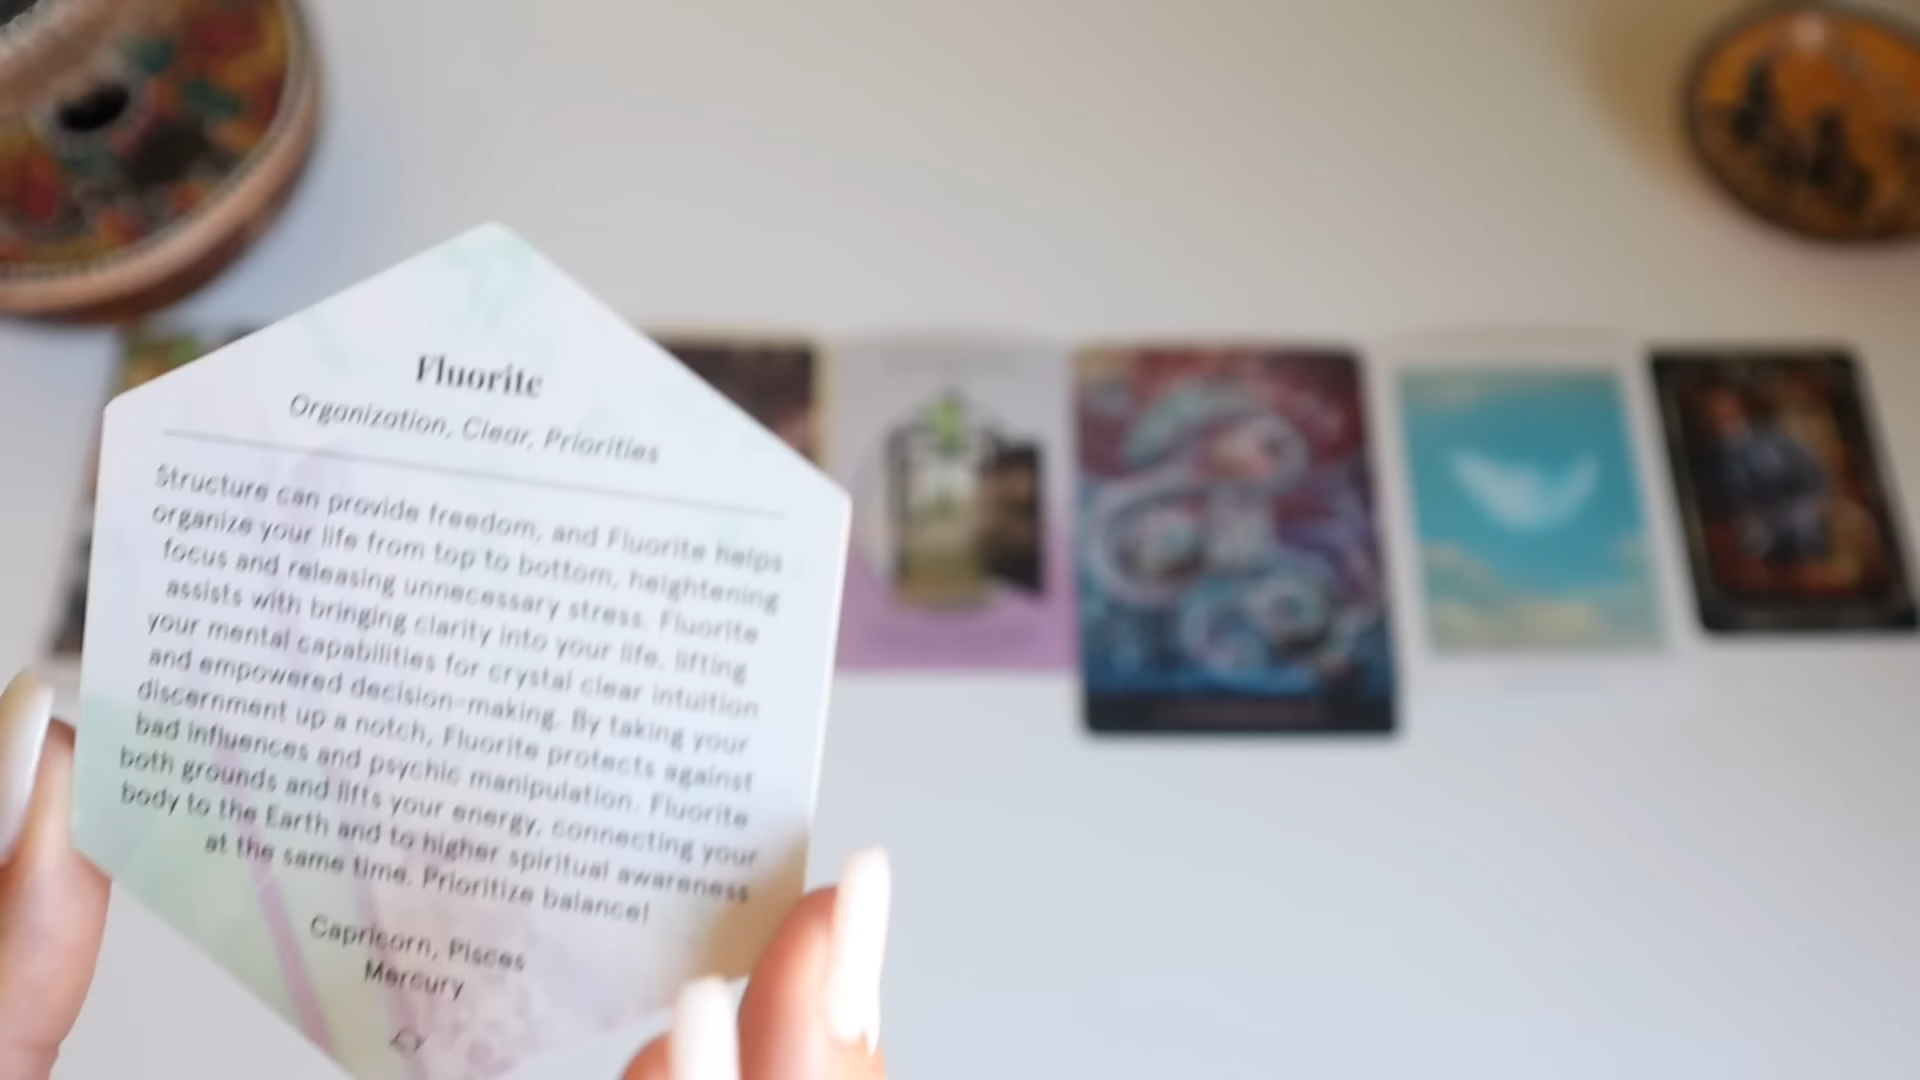 Fluorite
Organization, Clear, Priorities
Structure can provide freedom, and Fluorite helps
organize your life from top to bottom, heightening
focus and releasing unnecessary stress. Fluorite
assists with bringing clarity into your life, lifting
your mental capabilities for crystal clear intuition
and empowered decision-making. By taking your
discernment up a notch, Fluorite protects against
bad influences and psychic manipulation. Fluorite
both grounds and lifts your energy, connecting your
body to the Earth and to higher spiritual awareness
at the same time. Prioritize balance!
Capricorn, Pisces
Mercury